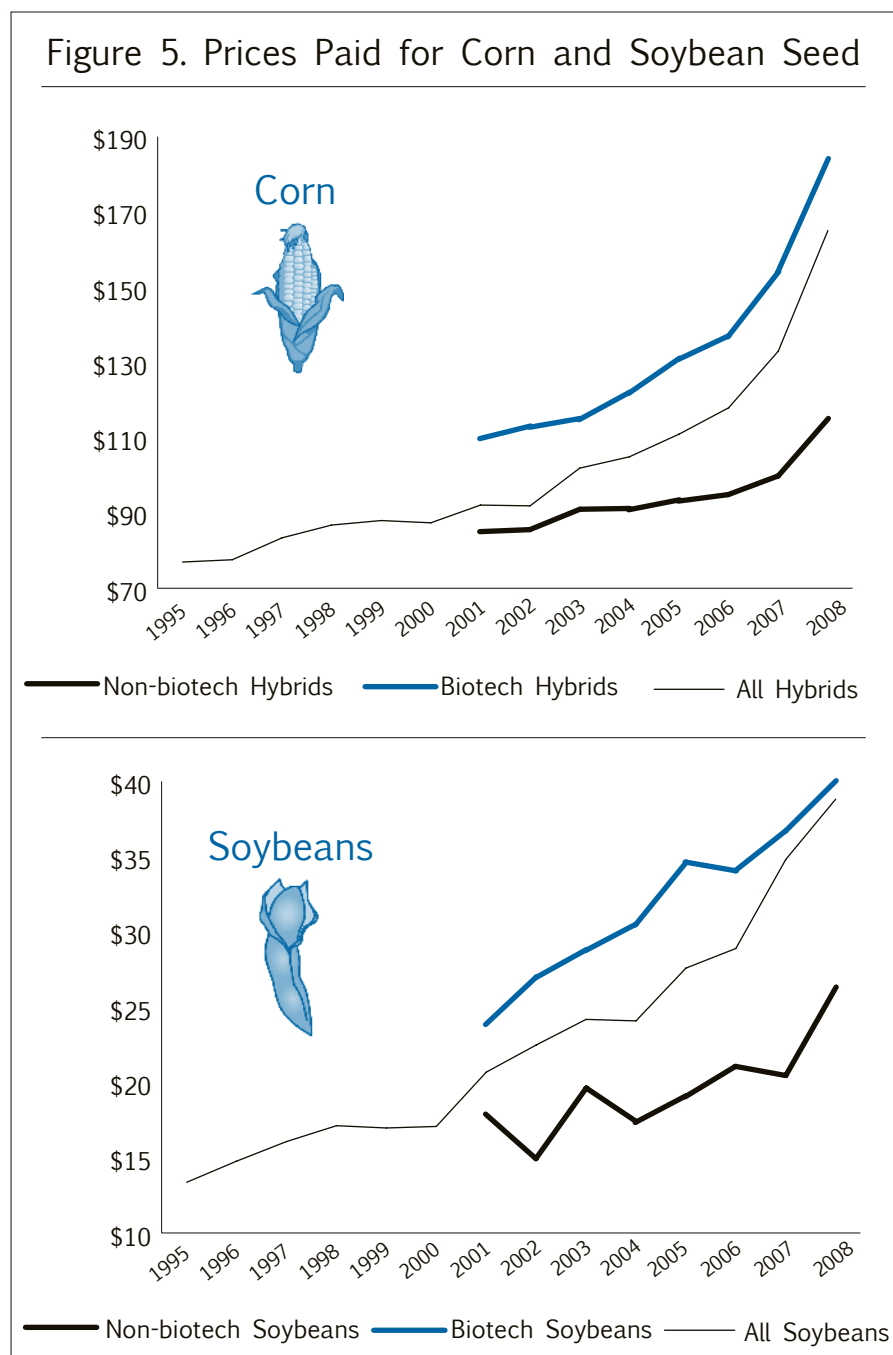 Figure 5. Prices Paid for Corn and Soybean Seed
$190
$170
$150
$130
$110
$90
$70
Corn
1995 1996 1997 1998 1999 2000 2001 2002 2003 2004 2005 2006 2007 2008
Non-biotech Hybrids Biotech Hybrids All Hybrids
$40
$35
$30
$25
$20
$15
$10
Soybeans
1995 1996 1997 1998 1999 2000 2001 2002 2003 2004 2005 2006 2007 2008
Non-biotech Soybeans Biotech Soybeans All Soybeans